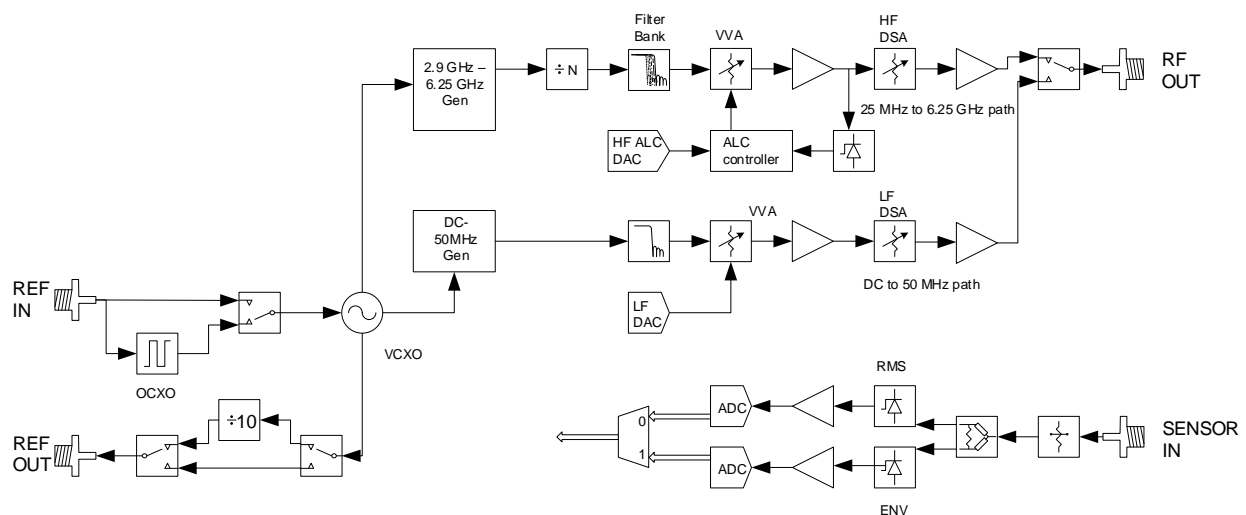 Filter
Bank
VVA
HF
DSA
2.9 GHz –
6.25 GHz
Gen
÷ N
RF
OUT
25 MHz to 6.25 GHz path
HF ALC
DAC
ALC
controller
DC-
50MHz
Gen
VVA
LF
DSA
DC to 50 MHz path
LF
DAC
REF
IN
OCXO
VCXO
REF
OUT
÷10
RMS
ADC
0
1
ADC
ENV
SENSOR
IN